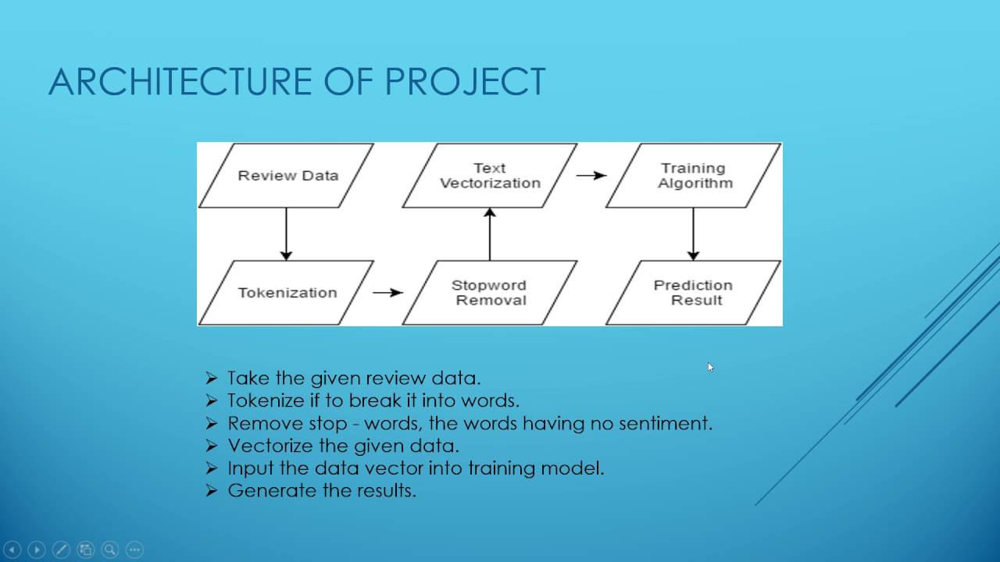 ARCHITECTURE OF PROJECT
Review Data
Text
Vectorization
Training
Algorithm
Tokenization
Stopword
Removal
Prediction
Result
Take the given review data.
Tokenize if to break it into words.
Remove stop - words, the words having no sentiment.
Vectorize the given data.
Input the data vector into training model.
Generate the results.